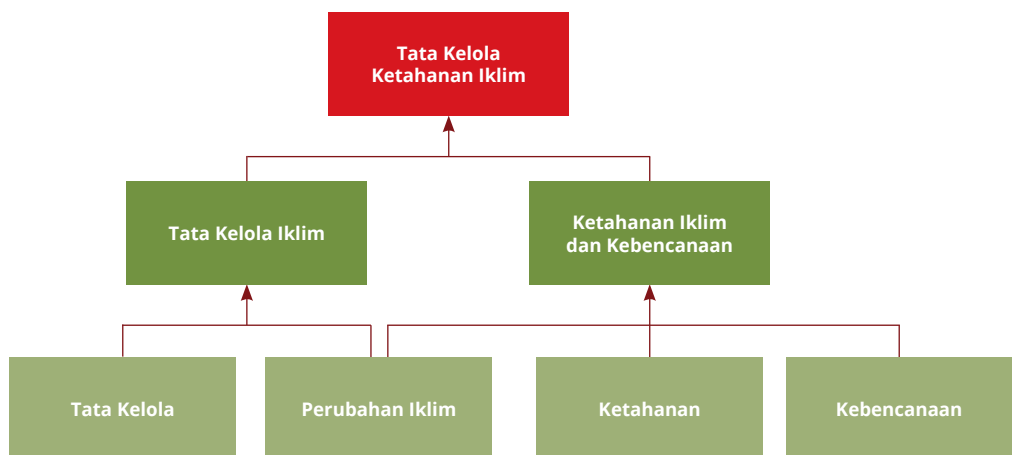 Tata Kelola
Ketahanan Iklim
Tata Kelola Iklim
Ketahanan Iklim
dan Kebencanaan
Tata Kelola
Perubahan Iklim
Ketahanan
Kebencanaan